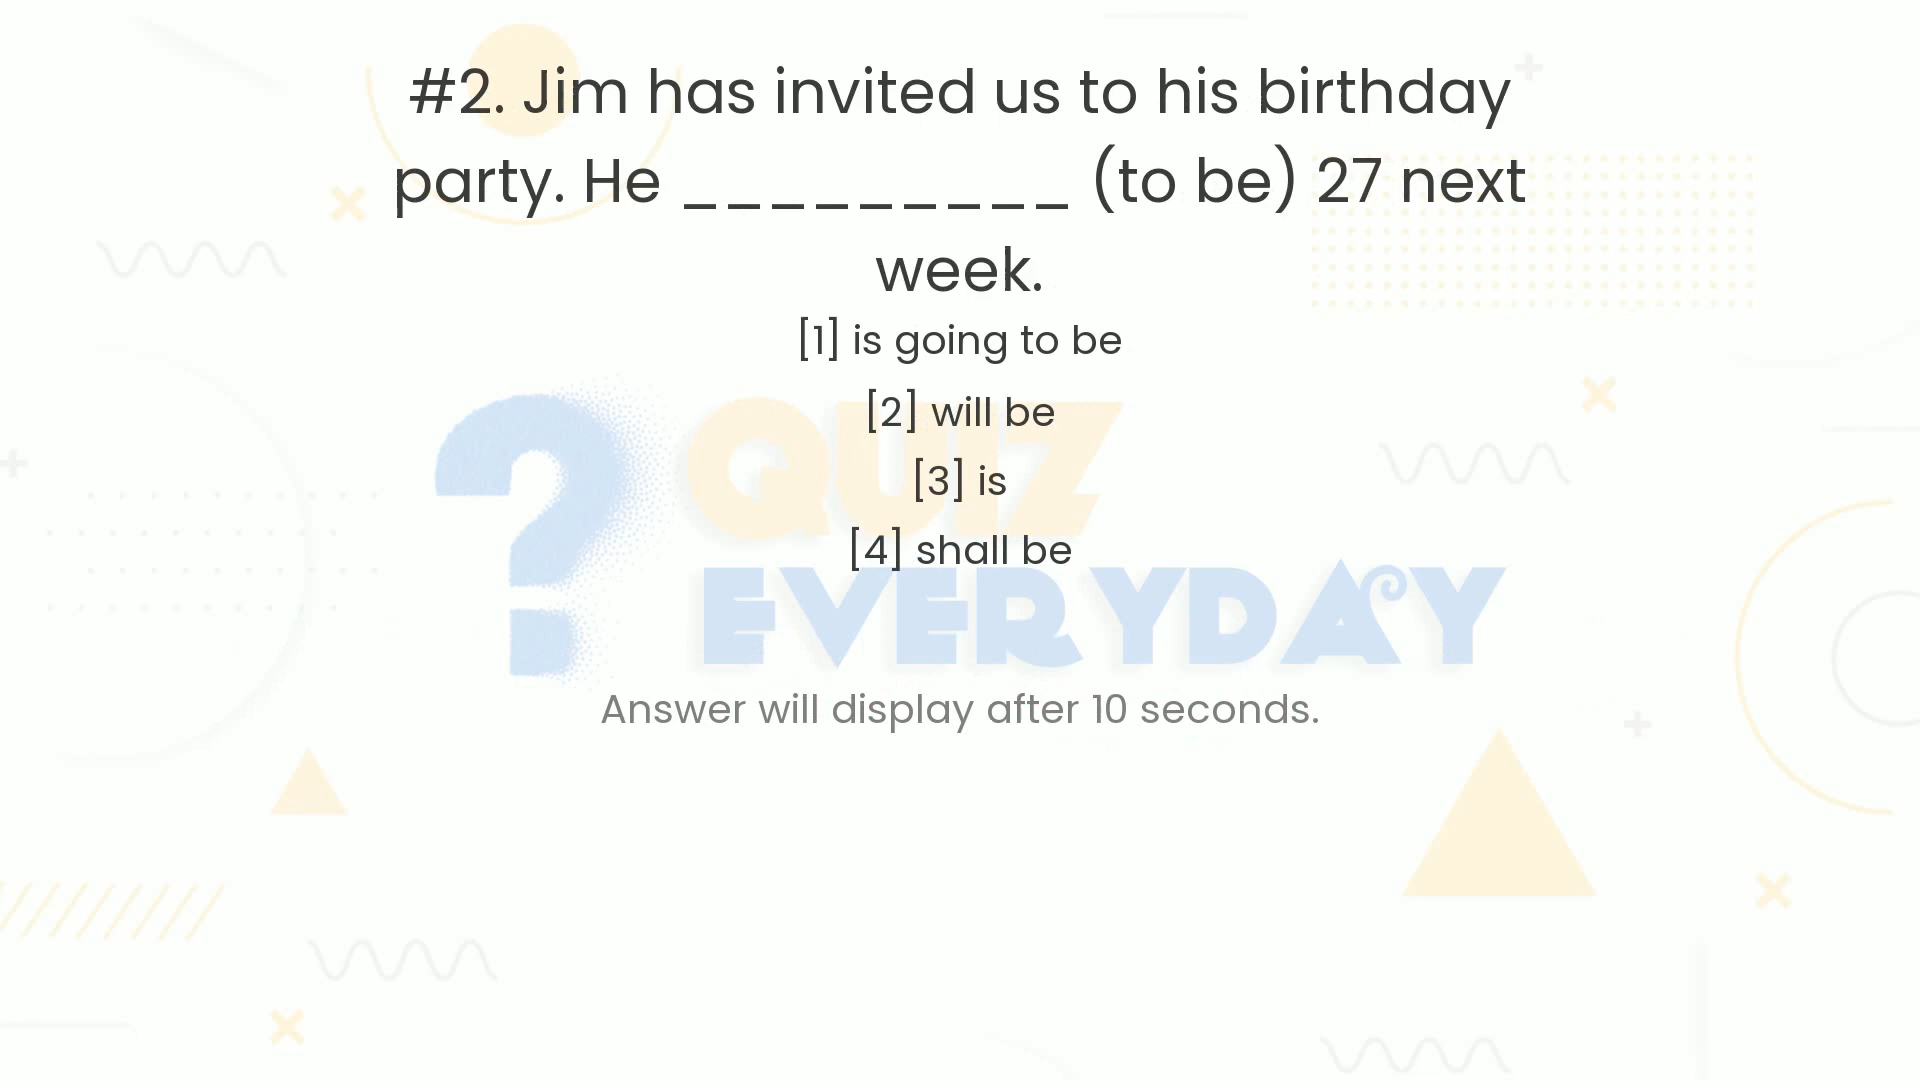 #2. Jim has invited us to his birthday
party. He _________ (to be) 27 next
week.
[1] is going to be
[2] will be
[3] is
[4] shall be
QUIZ
EVERYDAY
Answer will display after 10 seconds.